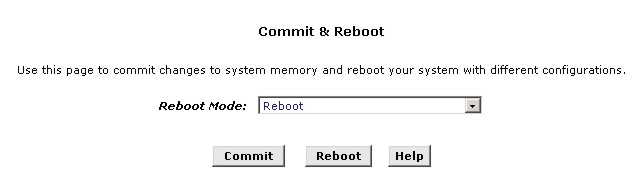 Commit & Reboot
Use this page to commit changes to system memory and reboot your system with different configurations.
Reboot Mode: Reboot
Commit Reboot Help